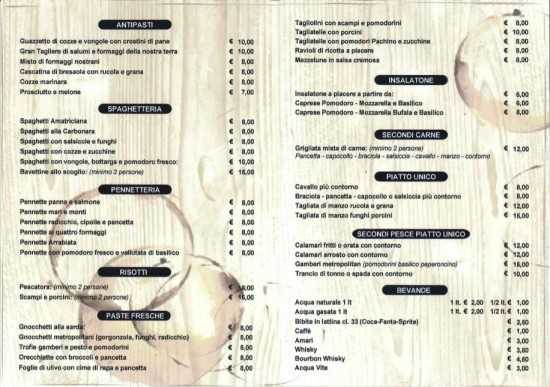 ANTIPASTI
Guazzetto di cozze e vongole con crostini di pane € 10,00
Gran Tagliere di salumi e formaggi della nostra terra € 10,00
Misto di formaggi nostrani € 8,00
Cascatina di bresaola con rucola e grana € 8,00
Cozze marinara € 8,00
Prosciutto e melone € 7,00
SPAGHETTERIA
Spaghetti Amatriciana € 8,00
Spaghetti alla Carbonara € 8,00
Spaghetti con salsiccia e funghi € 8,00
Spaghetti con cozze e zucchine € 8,00
Spaghetti con vongole, bottarga e pomodoro fresco: € 10,00
Bavettine allo scoglio: (minimo 2 persone) € 16,00
PENNETTERIA
Pennette panna e salmone € 8,00
Pennette mari e monti € 8,00
Pennette radicchio, cipolla e pancetta € 8,00
Pennette ai quattro formaggi € 8,00
Pennette Arrabiata € 8,00
Pennette con pomodoro fresco e vellutata di basilico € 8,00
RISOTTI
Pescatora: (minimo 2 persone) € 16,00
Scampi e porcini: (minimo 2 persone) € 16,00
PASTE FRESCHE
Gnocchetti alla sarda: € 8,00
Gnocchetti metropolitani (gorgonzola, funghi, radicchio) € 8,00
Trofie gamberi e pesto e pomodorini € 8,00
Orecchiette con broccoli e pancetta € 8,00
Foglie di ulivo con cime di rapa e pancetta € 8,00
Tagliolini con scampi e pomodorini € 8,00
Tagliatelle con porcini € 10,00
Tagliatelle con pomodori Pachino e zucchine € 8,00
Ravioli di ricotta a piacere € 8,00
Mezzelune in salsa cremosa € 8,00
INSALATONE
Insalatone a piacere a partire da: € 6,00
Caprese Pomodoro - Mozzarella e Basilico € 6,00
Caprese Pomodoro - Mozzarella Bufala e Basilico € 8,00
SECONDI CARNE
Grigliata mista di carne: (minimo 2 persone) € 12,00
Pancetta - capocollo - braciola - salsiccia - cavallo - manzo - contorno
PIATTO UNICO
Cavallo più contorno € 8,00
Braciola - pancetta - capocollo e salsiccia più contorno € 8,00
Tagliata di manzo rucola e grana € 12,00
Tagliata di manzo funghi porcini € 16,00
SECONDI PESCE PIATTO UNICO
Calamari fritti o orata con contorno € 12,00
Calamari arrosto con contorno € 12,00
Gamberi metropolitan (pomodorini basilico peperoncino) € 16,00
Trancio di tonno o spada con contorno € 10,00
BEVANDE
Acqua naturale 1 lt 1 lt. € 2,00 1/2 lt. € 1,00
Acqua gasata 1 lt 1 lt. € 2,00 1/2 lt. € 1,00
Bibite in lattina cl. 33 (Coca-Fanta-Sprite) € 2,00
Caffè € 1,00
Amari € 3,00
Whisky € 3,00
Bourbon Whisky € 4,00
Acqua Vite € 3,00